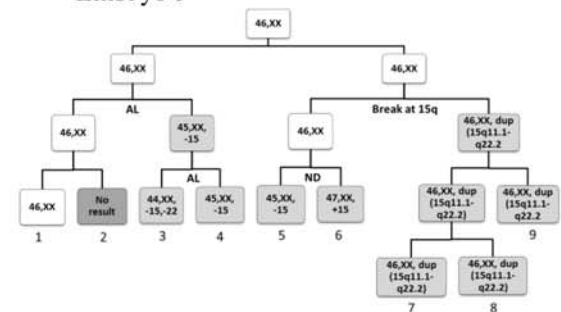 46,XX
46,XX
46,XX
AL
Break at 15q
46,XX
45,XX,
-15
46,XX
46,XX, dup
(15q11.1-
q22.2
AL
ND
46,XX
No
result
44,XX,
-15,-22
45,XX,
-15
45,XX,
-15
47,XX,
+15
46,XX, dup
(15q11.1-
q22.2)
46,XX, dup
(15q11.1-
q22.2
1
2
3
4
5
6
9
46,XX, dup
(15q11.1-
q22.2)
46,XX, dup
(15q11.1-
q22.2)
7
8